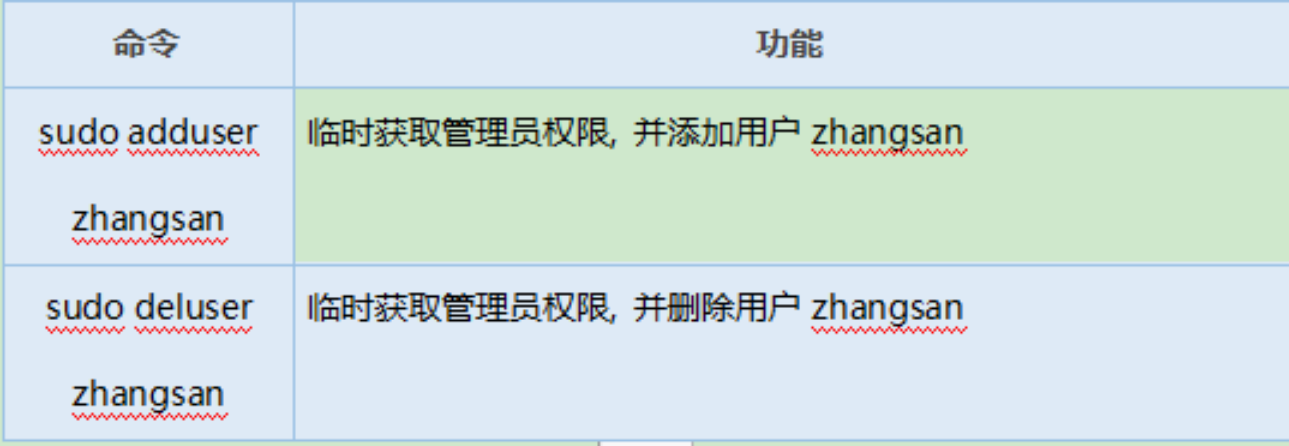 命令
功能
sudo adduser
zhangsan
临时获取管理员权限, 并添加用户 zhangsan
sudo deluser
zhangsan
临时获取管理员权限, 并删除用户 zhangsan